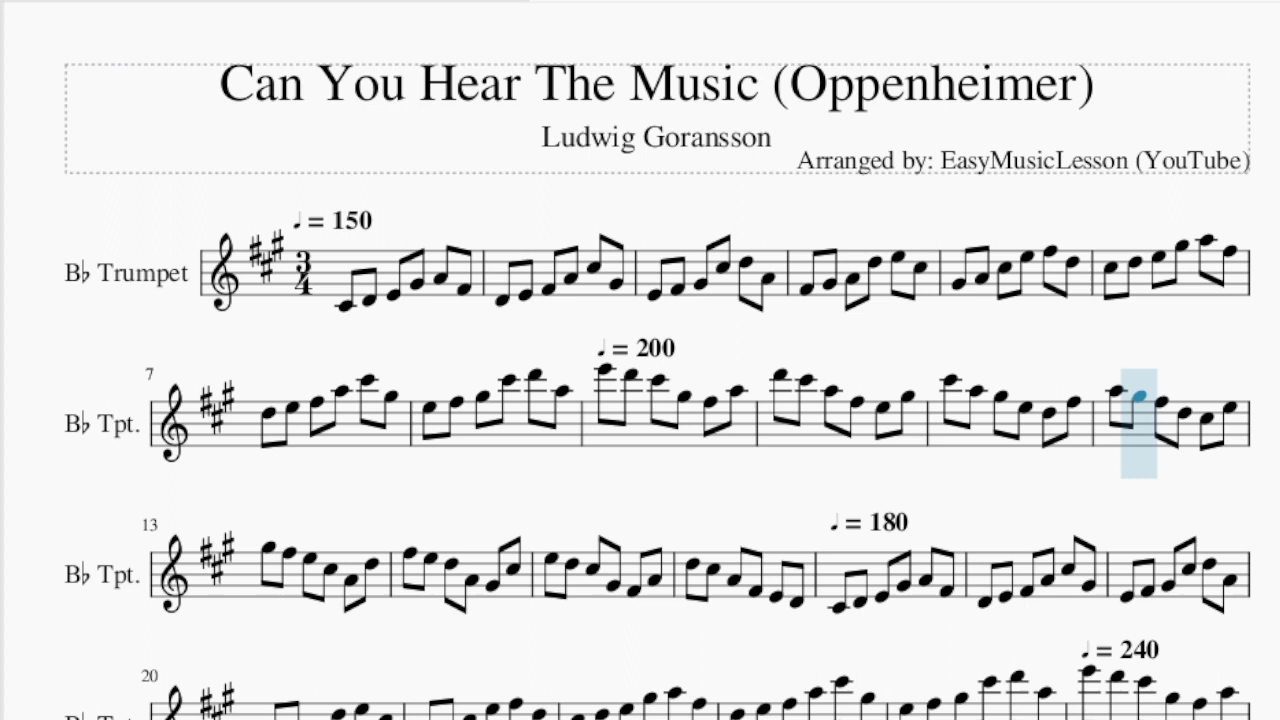 Can You Hear The Music (Oppenheimer)
Ludwig Goransson
Arranged by: EasyMusicLesson (YouTube)
♩ = 150
B♭ Trumpet
3
4
♩ = 200
7
B♭ Tpt.
13
♩ = 180
B♭ Tpt.
20
♩ = 240
B♭ Tpt.